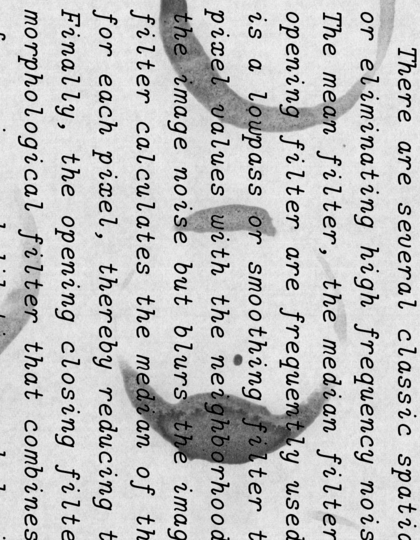 There are several classic spati
or eliminating high frequency nois
The mean filter, the median filter
opening filter are frequently used
is a lowpass or smoothing filter t
pixel values with the neighborhood
the image noise but blurs the imag
filter calculates the median of th
for each pixel, thereby reducing t
Finally, the opening closing filte
morphological filter that combines